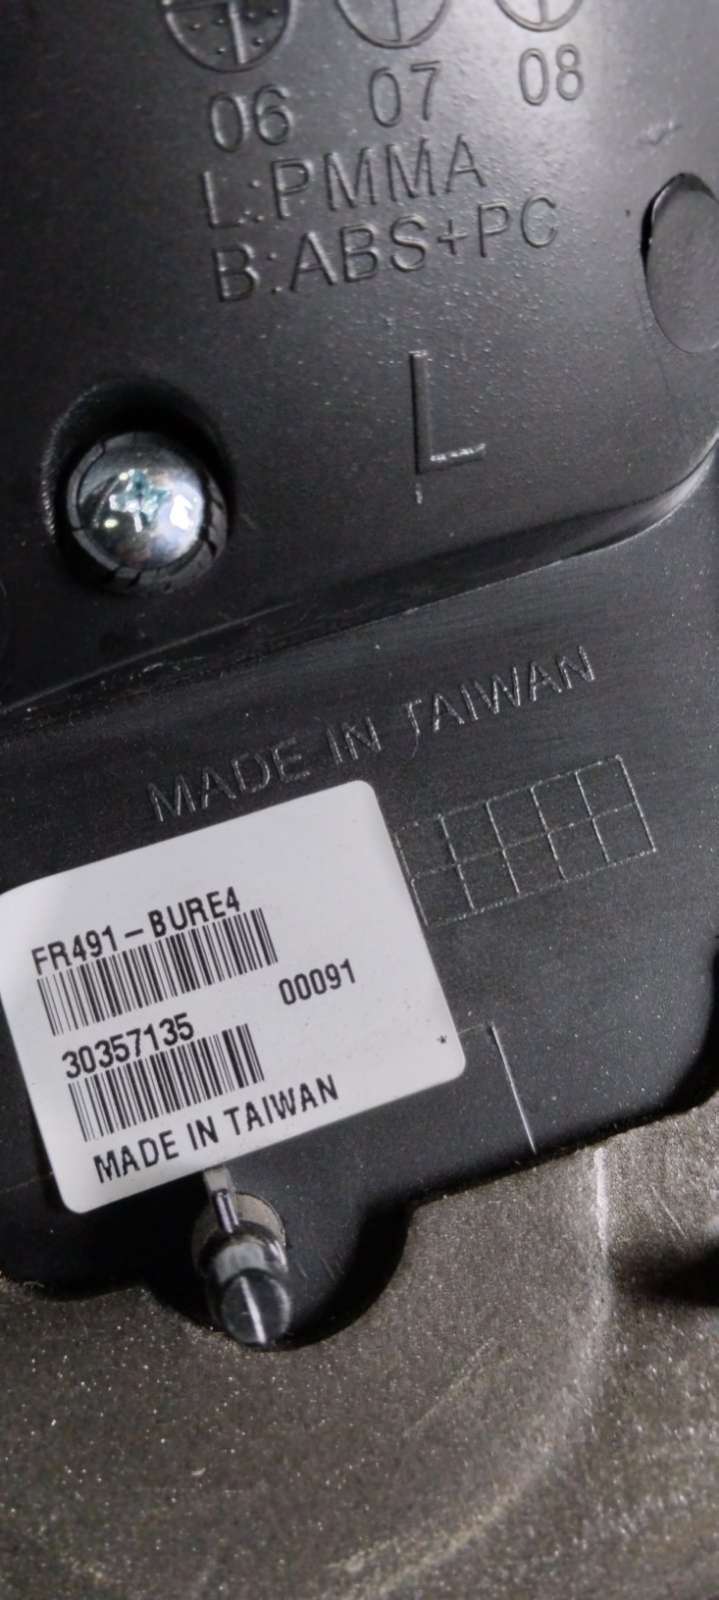 06 07 08
L:PMMA
B:ABS+PC
L
MADE IN TAIWAN
FR491-BURE4
00091
30357135
MADE IN TAIWAN